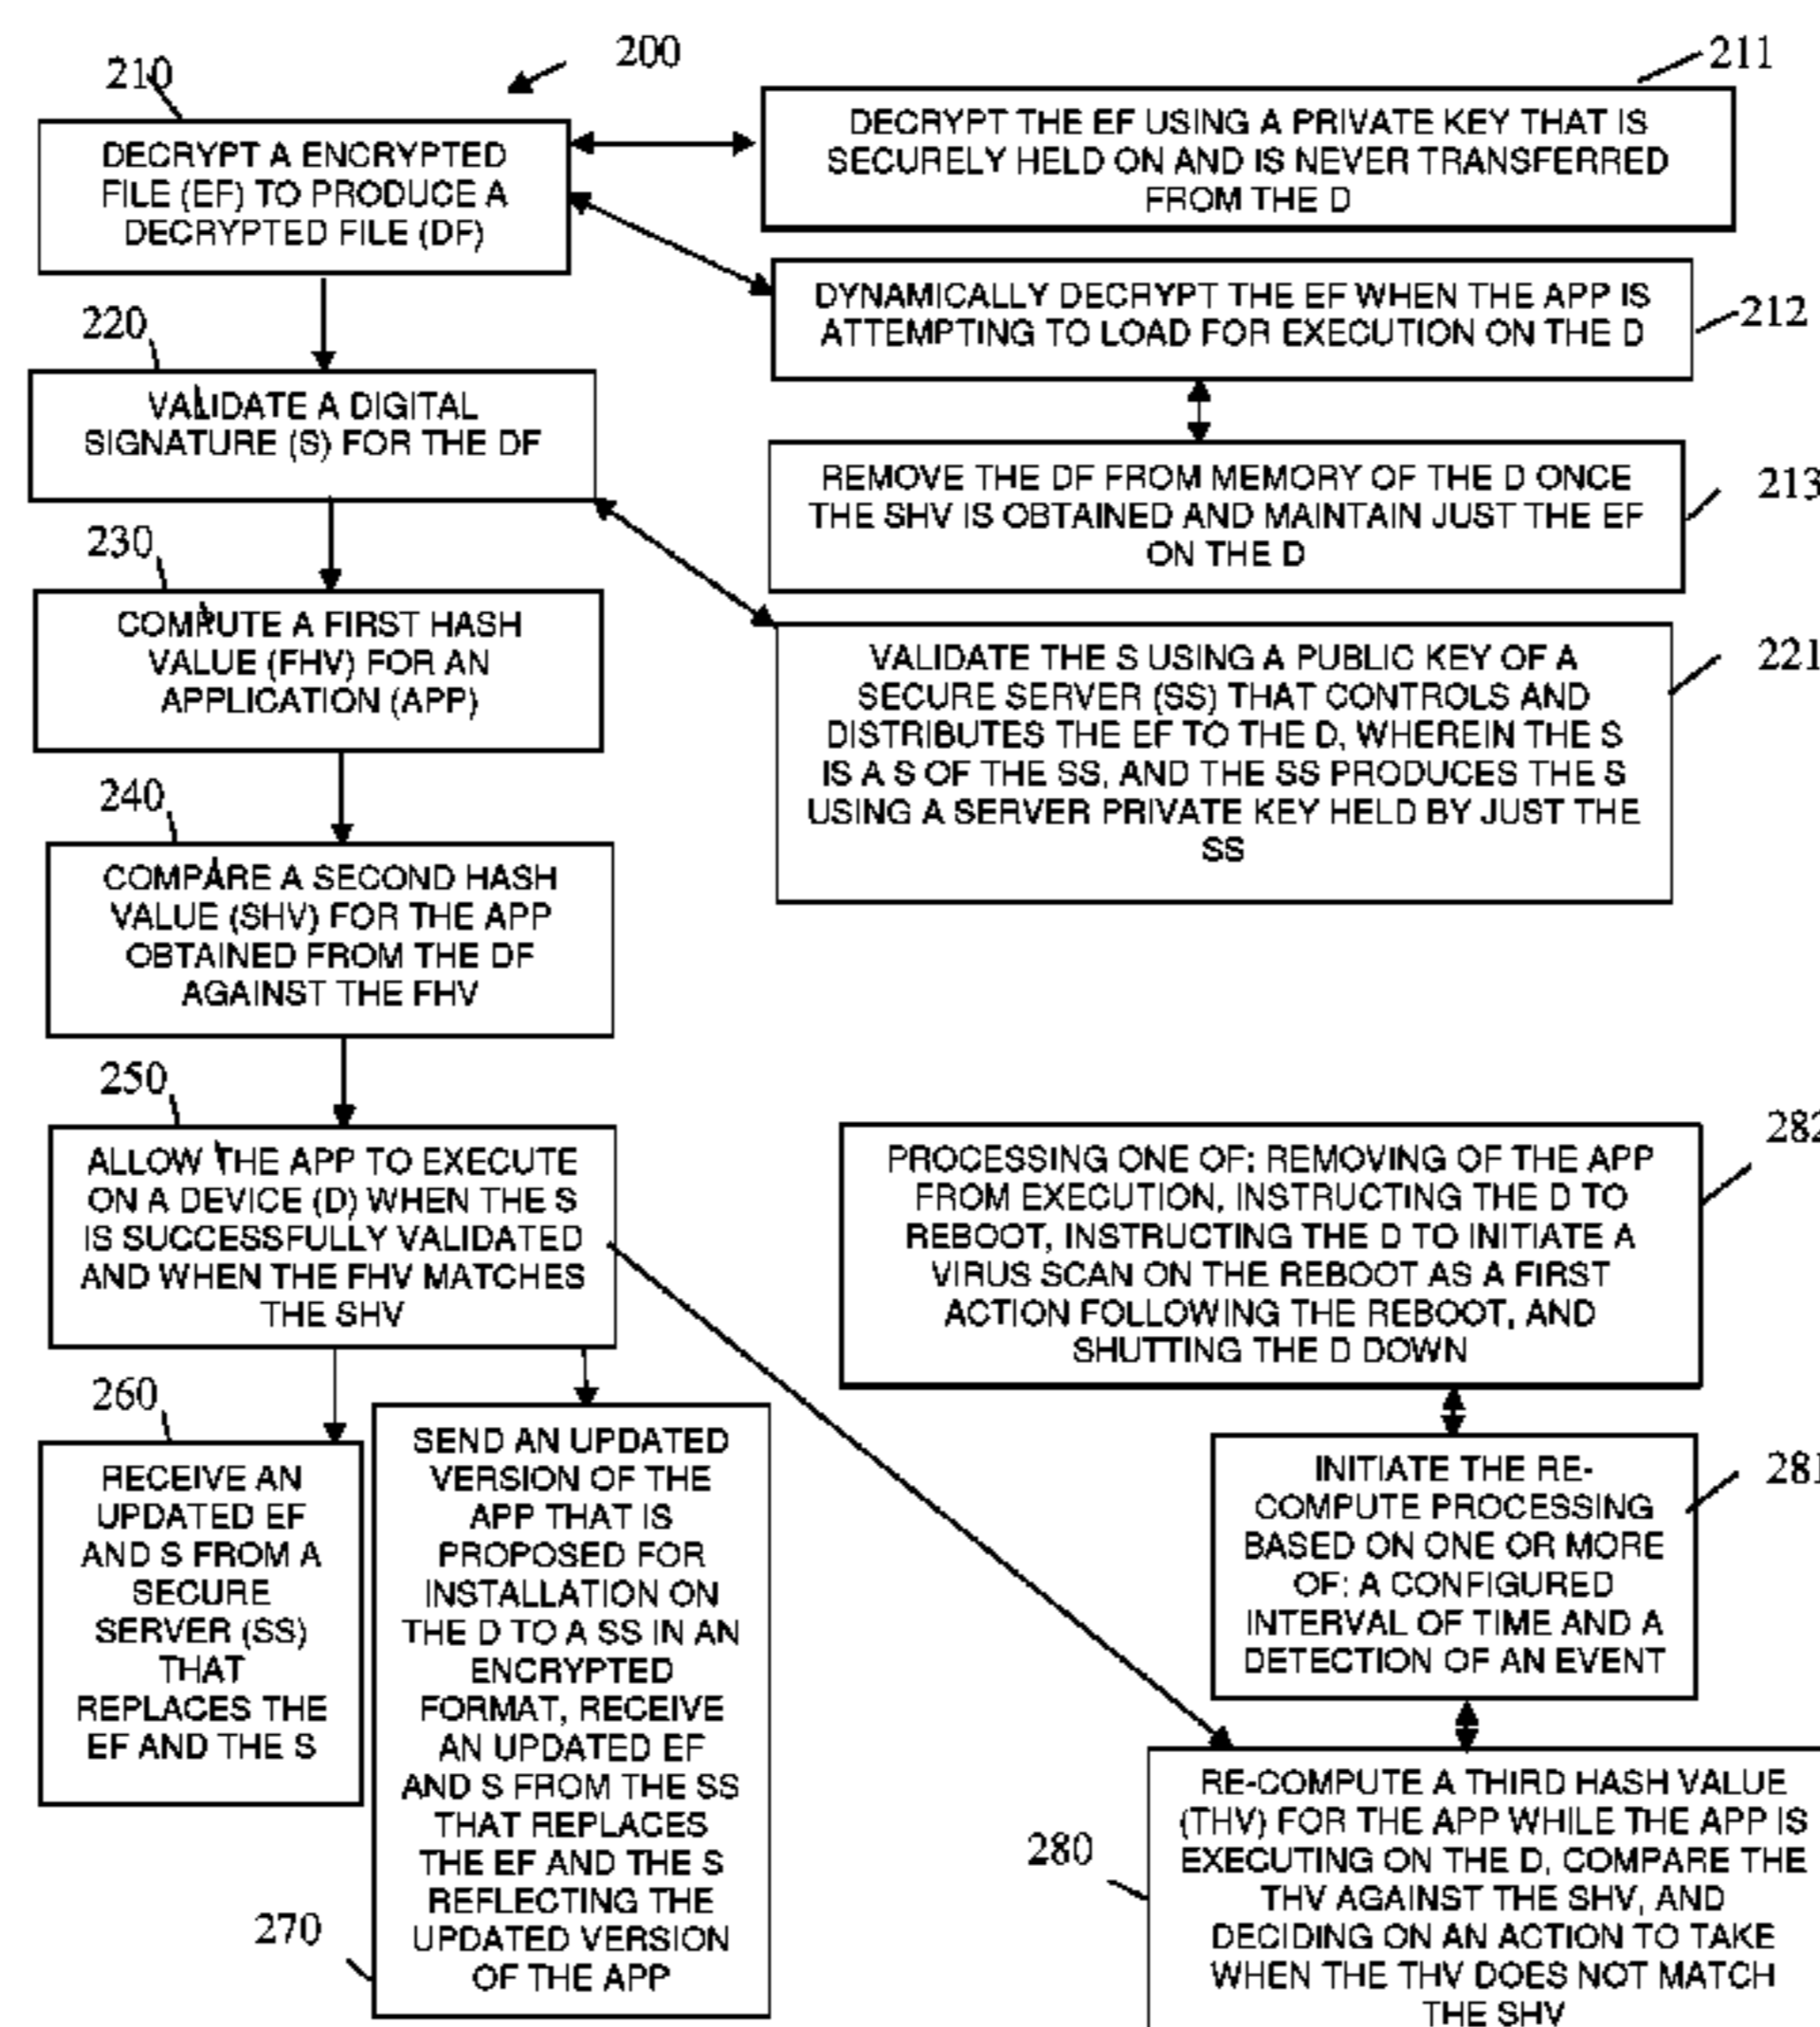 200
210
DECRYPT A ENCRYPTED
FILE (EF) TO PRODUCE A
DECRYPTED FILE (DF)
211
DECRYPT THE EF USING A PRIVATE KEY THAT IS
SECURELY HELD ON AND IS NEVER TRANSFERRED
FROM THE D
212
DYNAMICALLY DECRYPT THE EF WHEN THE APP IS
ATTEMPTING TO LOAD FOR EXECUTION ON THE D
213
REMOVE THE DF FROM MEMORY OF THE D ONCE
THE SHV IS OBTAINED AND MAINTAIN JUST THE EF
ON THE D
220
VALIDATE A DIGITAL
SIGNATURE (S) FOR THE DF
221
VALIDATE THE S USING A PUBLIC KEY OF A
SECURE SERVER (SS) THAT CONTROLS AND
DISTRIBUTES THE EF TO THE D, WHEREIN THE S
IS A S OF THE SS, AND THE SS PRODUCES THE S
USING A SERVER PRIVATE KEY HELD BY JUST THE
SS
230
COMPUTE A FIRST HASH
VALUE (FHV) FOR AN
APPLICATION (APP)
240
COMPARE A SECOND HASH
VALUE (SHV) FOR THE APP
OBTAINED FROM THE DF
AGAINST THE FHV
250
ALLOW THE APP TO EXECUTE
ON A DEVICE (D) WHEN THE S
IS SUCCESSFULLY VALIDATED
AND WHEN THE FHV MATCHES
THE SHV
260
RECEIVE AN
UPDATED EF
AND S FROM A
SECURE
SERVER (SS)
THAT
REPLACES THE
EF AND THE S
270
SEND AN UPDATED
VERSION OF THE
APP THAT IS
PROPOSED FOR
INSTALLATION ON
THE D TO A SS IN AN
ENCRYPTED
FORMAT, RECEIVE
AN UPDATED EF
AND S FROM THE SS
THAT REPLACES
THE EF AND THE S
REFLECTING THE
UPDATED VERSION
OF THE APP
282
PROCESSING ONE OF: REMOVING OF THE APP
FROM EXECUTION, INSTRUCTING THE D TO
REBOOT, INSTRUCTING THE D TO INITIATE A
VIRUS SCAN ON THE REBOOT AS A FIRST
ACTION FOLLOWING THE REBOOT, AND
SHUTTING THE D DOWN
281
INITIATE THE RE-
COMPUTE PROCESSING
BASED ON ONE OR MORE
OF: A CONFIGURED
INTERVAL OF TIME AND A
DETECTION OF AN EVENT
280
RE-COMPUTE A THIRD HASH VALUE
(THV) FOR THE APP WHILE THE APP IS
EXECUTING ON THE D, COMPARE THE
THV AGAINST THE SHV, AND
DECIDING ON AN ACTION TO TAKE
WHEN THE THV DOES NOT MATCH
THE SHV